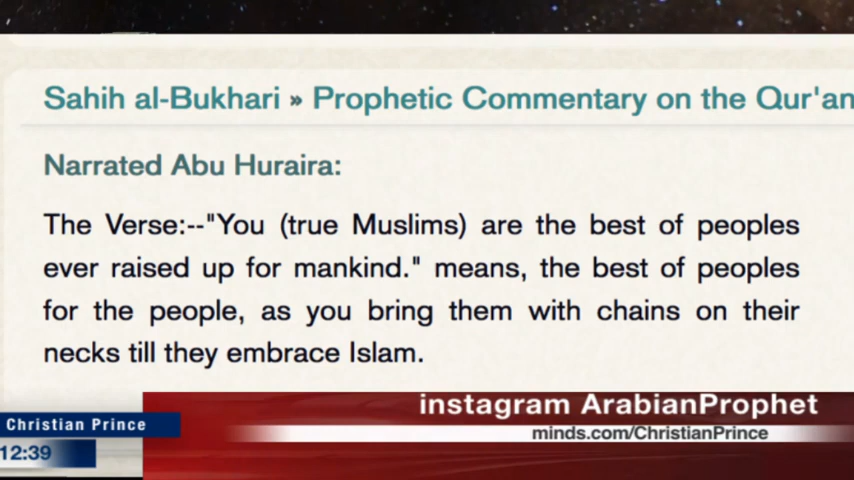 Sahih al-Bukhari » Prophetic Commentary on the Qur'an
Narrated Abu Huraira:
The Verse:--"You (true Muslims) are the best of peoples
ever raised up for mankind." means, the best of peoples
for the people, as you bring them with chains on their
necks till they embrace Islam.
instagram ArabianProphet
Christian Prince
minds.com/ChristianPrince
12:39